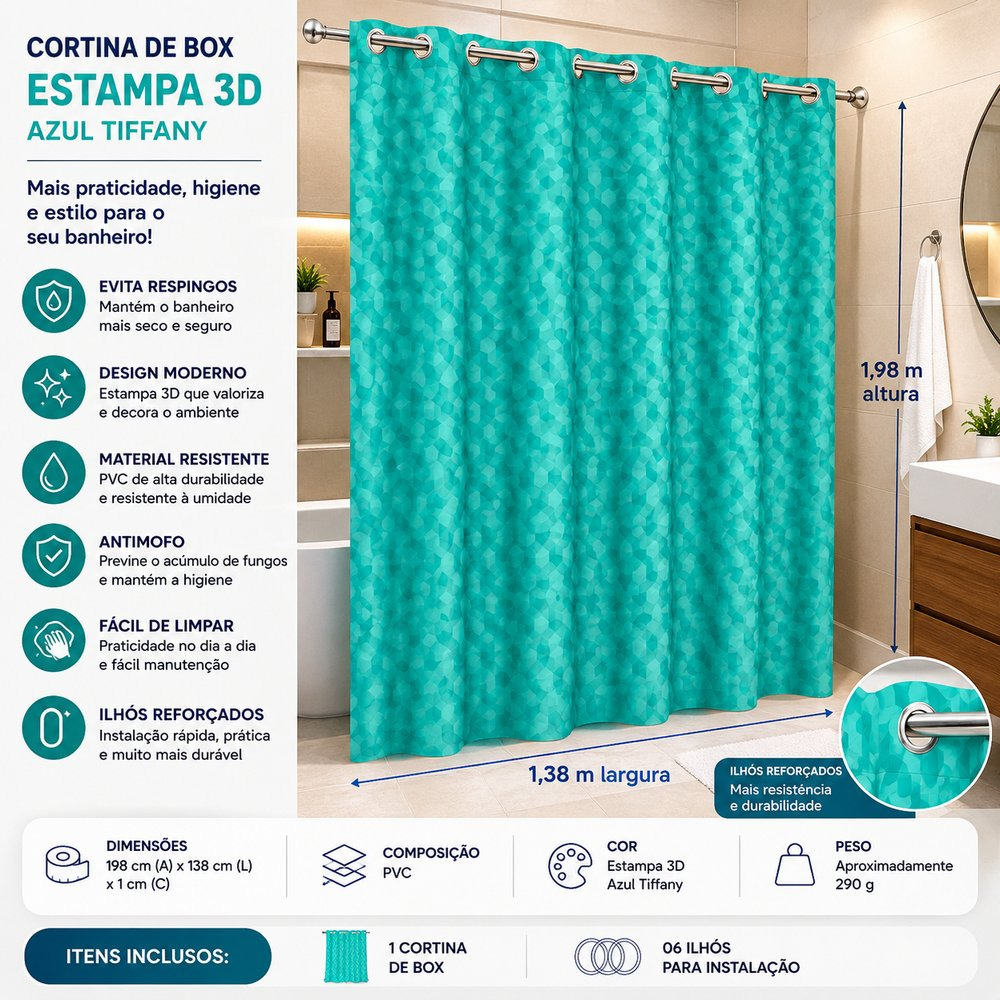 CORTINA DE BOX
ESTAMPA 3D
AZUL TIFFANY
Mais praticidade, higiene
e estilo para o
seu banheiro!
EVITA RESPINGOS
Mantém o banheiro
mais seco e seguro
DESIGN MODERNO
Estampa 3D que valoriza
e decora o ambiente
MATERIAL RESISTENTE
PVC de alta durabilidade
e resistente à umidade
ANTIMOFO
Previne o acúmulo de fungos
e mantém a higiene
FÁCIL DE LIMPAR
Praticidade no dia a dia
e fácil manutenção
ILHÓS REFORÇADOS
Instalação rápida, prática
e muito mais durável
1,98 m
altura
1,38 m largura
ILHÓS REFORÇADOS
Mais resisténcia
e durabilidade
DIMENSÕES
198 cm (A) x 138 cm (L)
x 1 cm (C)
COMPOSIÇÃO
PVC
COR
Estampa 3D
Azul Tiffany
PESO
Aproximadamente
290 g
ITENS INCLUSOS:
1 CORTINA
DE BOX
06 ILHÓS
PARA INSTALAÇÃO